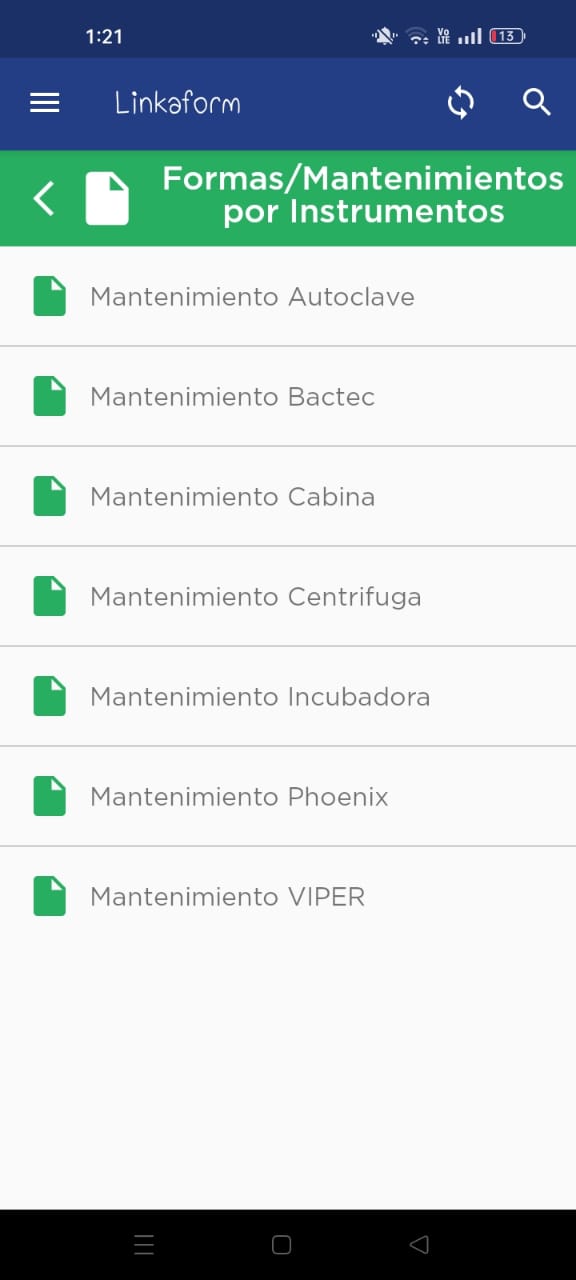 1:21
Vo
LTE
13
Linkaform
Formas/Mantenimientos
por Instrumentos
Mantenimiento Autoclave
Mantenimiento Bactec
Mantenimiento Cabina
Mantenimiento Centrifuga
Mantenimiento Incubadora
Mantenimiento Phoenix
Mantenimiento VIPER